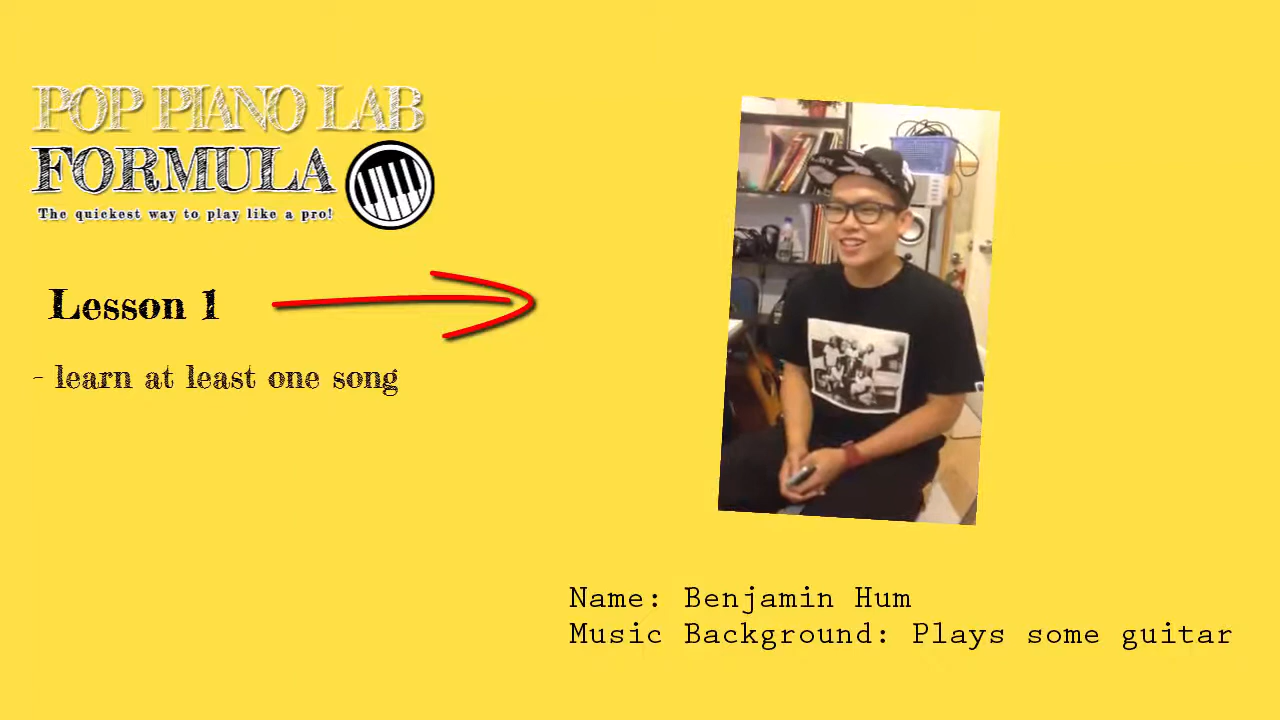 POP PIANO LAB
FORMULA
The quickest way to play like a pro!
Lesson 1
- learn at least one song
Name: Benjamin Hum
Music Background: Plays some guitar